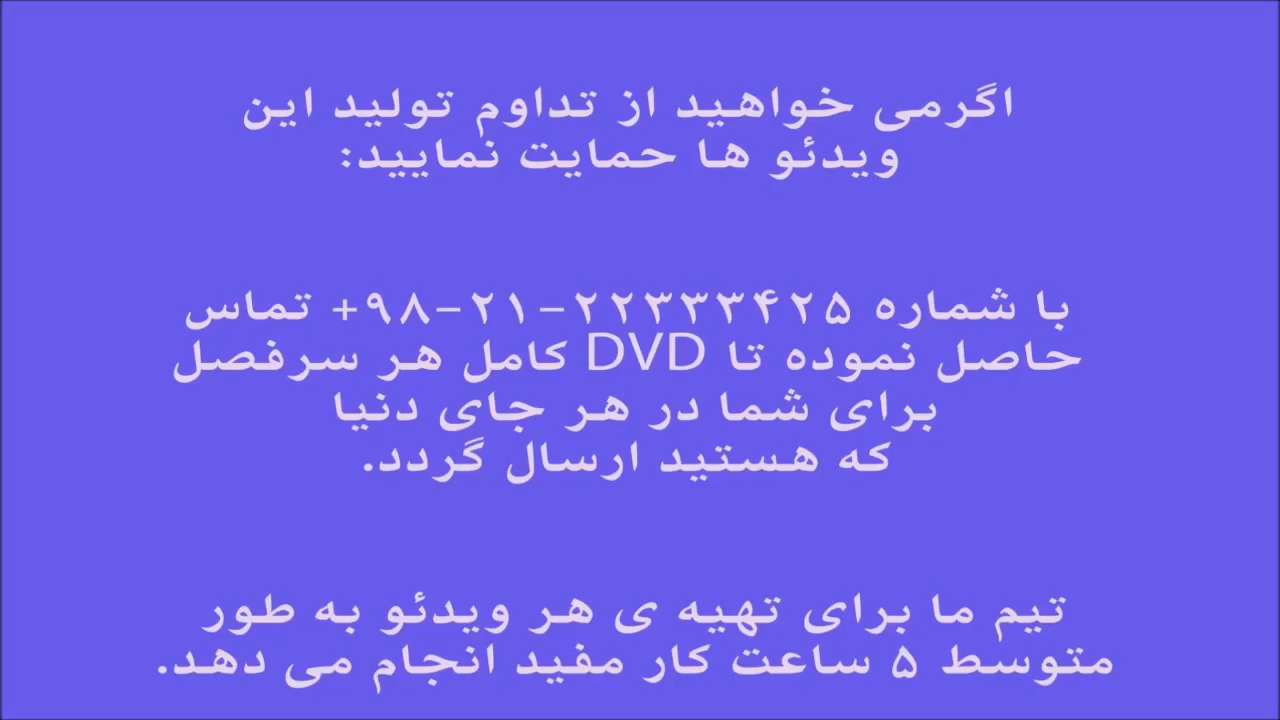 اگرمی خواهید از تداوم تولید این
ویدئو ها حمایت نمایید:
با شماره ۲۲۳۳۳۴۲۵-۲۱-۹۸+ تماس
حاصل نموده تا DVD کامل هر سرفصل
برای شما در هر جای دنیا
که هستید ارسال گردد.
تیم ما برای تهیه ی هر ویدئو به طور
متوسط ۵ ساعت کار مفید انجام می دهد.